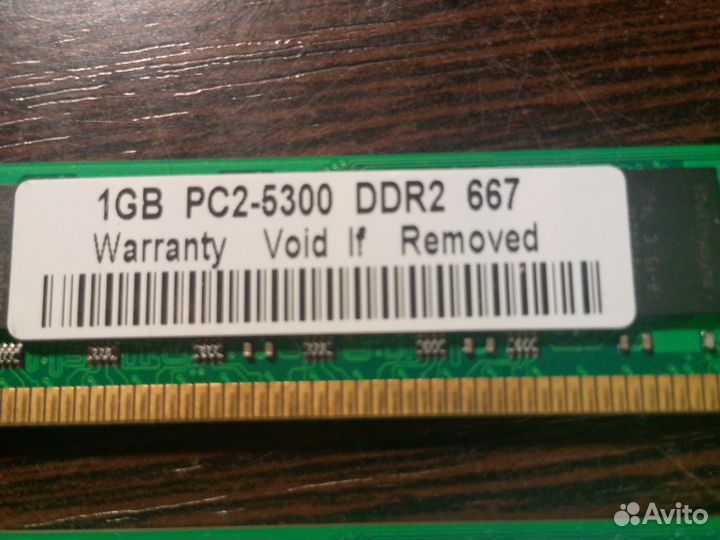 1GB PC2-5300 DDR2 667
Warranty Void If Removed
Avito